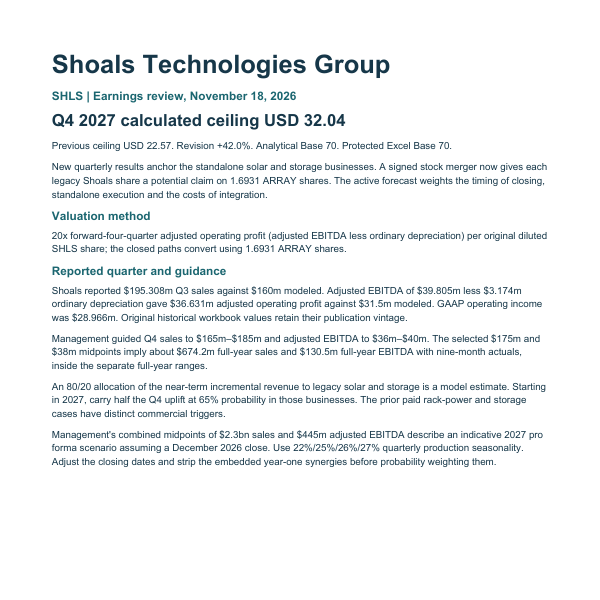 Shoals Technologies Group
SHLS | Earnings review, November 18, 2026
Q4 2027 calculated ceiling USD 32.04
Previous ceiling USD 22.57. Revision +42.0%. Analytical Base 70. Protected Excel Base 70.
New quarterly results anchor the standalone solar and storage businesses. A signed stock merger now gives each
legacy Shoals share a potential claim on 1.6931 ARRAY shares. The active forecast weights the timing of closing,
standalone execution and the costs of integration.
Valuation method
20x forward-four-quarter adjusted operating profit (adjusted EBITDA less ordinary depreciation) per original diluted
SHLS share; the closed paths convert using 1.6931 ARRAY shares.
Reported quarter and guidance
Shoals reported $195.308m Q3 sales against $160m modeled. Adjusted EBITDA of $39.805m less $3.174m
ordinary depreciation gave $36.631m adjusted operating profit against $31.5m modeled. GAAP operating income
was $28.966m. Original historical workbook values retain their publication vintage.
Management guided Q4 sales to $165m–$185m and adjusted EBITDA to $36m–$40m. The selected $175m and
$38m midpoints imply about $674.2m full-year sales and $130.5m full-year EBITDA with nine-month actuals,
inside the separate full-year ranges.
An 80/20 allocation of the near-term incremental revenue to legacy solar and storage is a model estimate. Starting
in 2027, carry half the Q4 uplift at 65% probability in those businesses. The prior paid rack-power and storage
cases have distinct commercial triggers.
Management's combined midpoints of $2.3bn sales and $445m adjusted EBITDA describe an indicative 2027 pro
forma scenario assuming a December 2026 close. Use 22%/25%/26%/27% quarterly production seasonality.
Adjust the closing dates and strip the embedded year-one synergies before probability weighting them.